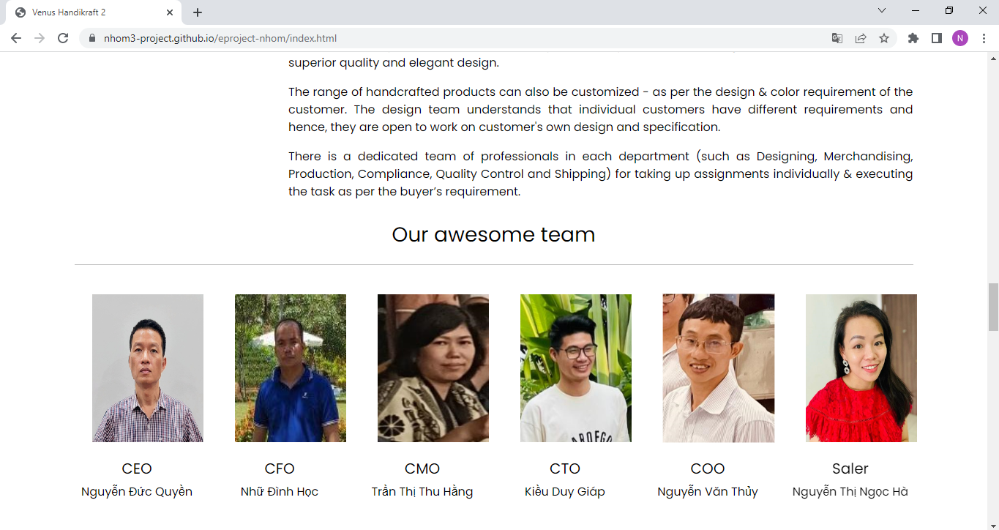 Venus Handikraft 2
nhom3-project.github.io/eproject-nhom/index.html
N
superior quality and elegant design.
The range of handcrafted products can also be customized - as per the design & color requirement of the
customer. The design team understands that individual customers have different requirements and
hence, they are open to work on customer's own design and specification.
There is a dedicated team of professionals in each department (such as Designing, Merchandising,
Production, Compliance, Quality Control and Shipping) for taking up assignments individually & executing
the task as per the buyer’s requirement.
Our awesome team
CEO
Nguyễn Đức Quyền
CFO
Nhữ Đình Học
CMO
Trần Thị Thu Hằng
CTO
Kiều Duy Giáp
COO
Nguyễn Văn Thủy
Saler
Nguyễn Thị Ngọc Hà